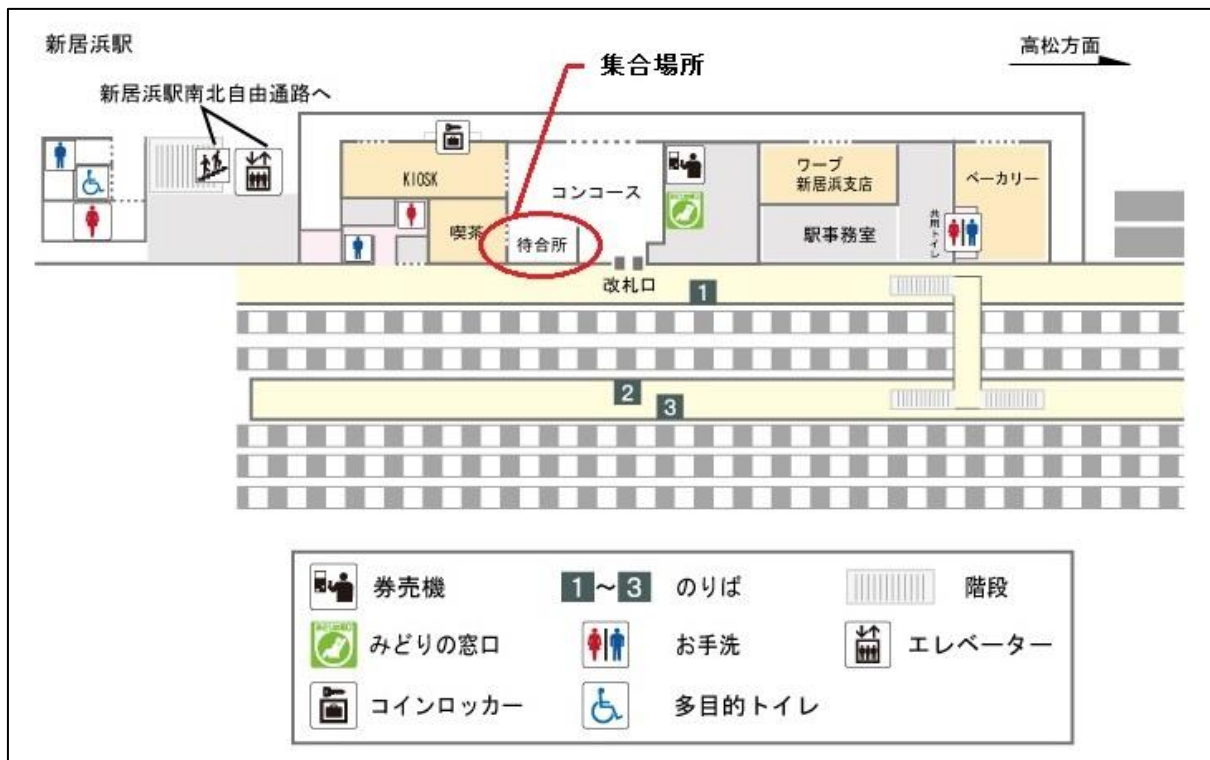 新居浜駅
集合場所
高松方面
新居浜駅南北自由通路へ
KIOSK
コンコース
ワープ
新居浜支店
ベーカリー
喫茶
待合所
駅事務室
共用トイレ
改札口
1
2
3
券売機
1～3 のりば
階段
みどりの窓口
お手洗
エレベーター
コインロッカー
多目的トイレ